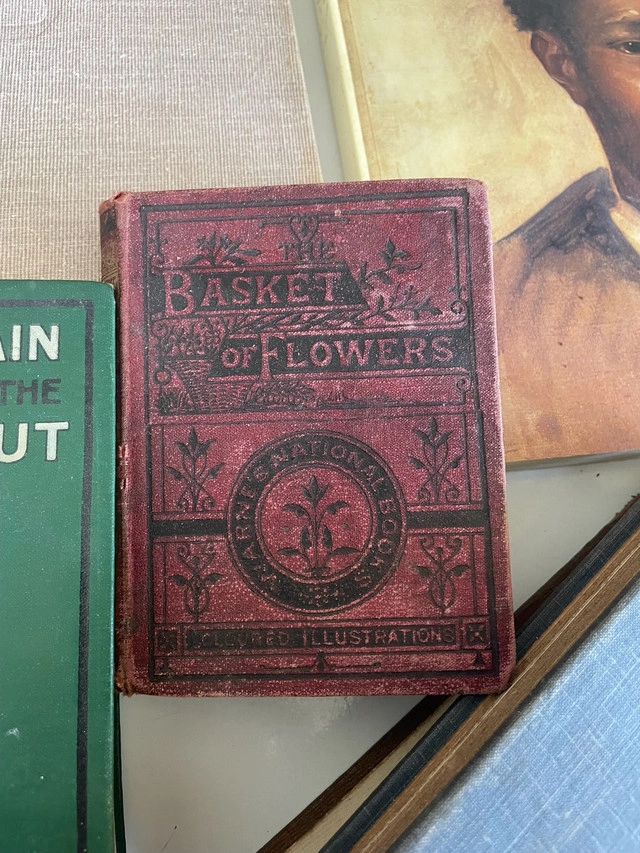 THE
BASKET
OF FLOWERS
WARNE'S NATIONAL BOOKS
COLOURED ILLUSTRATIONS
AIN
THE
UT